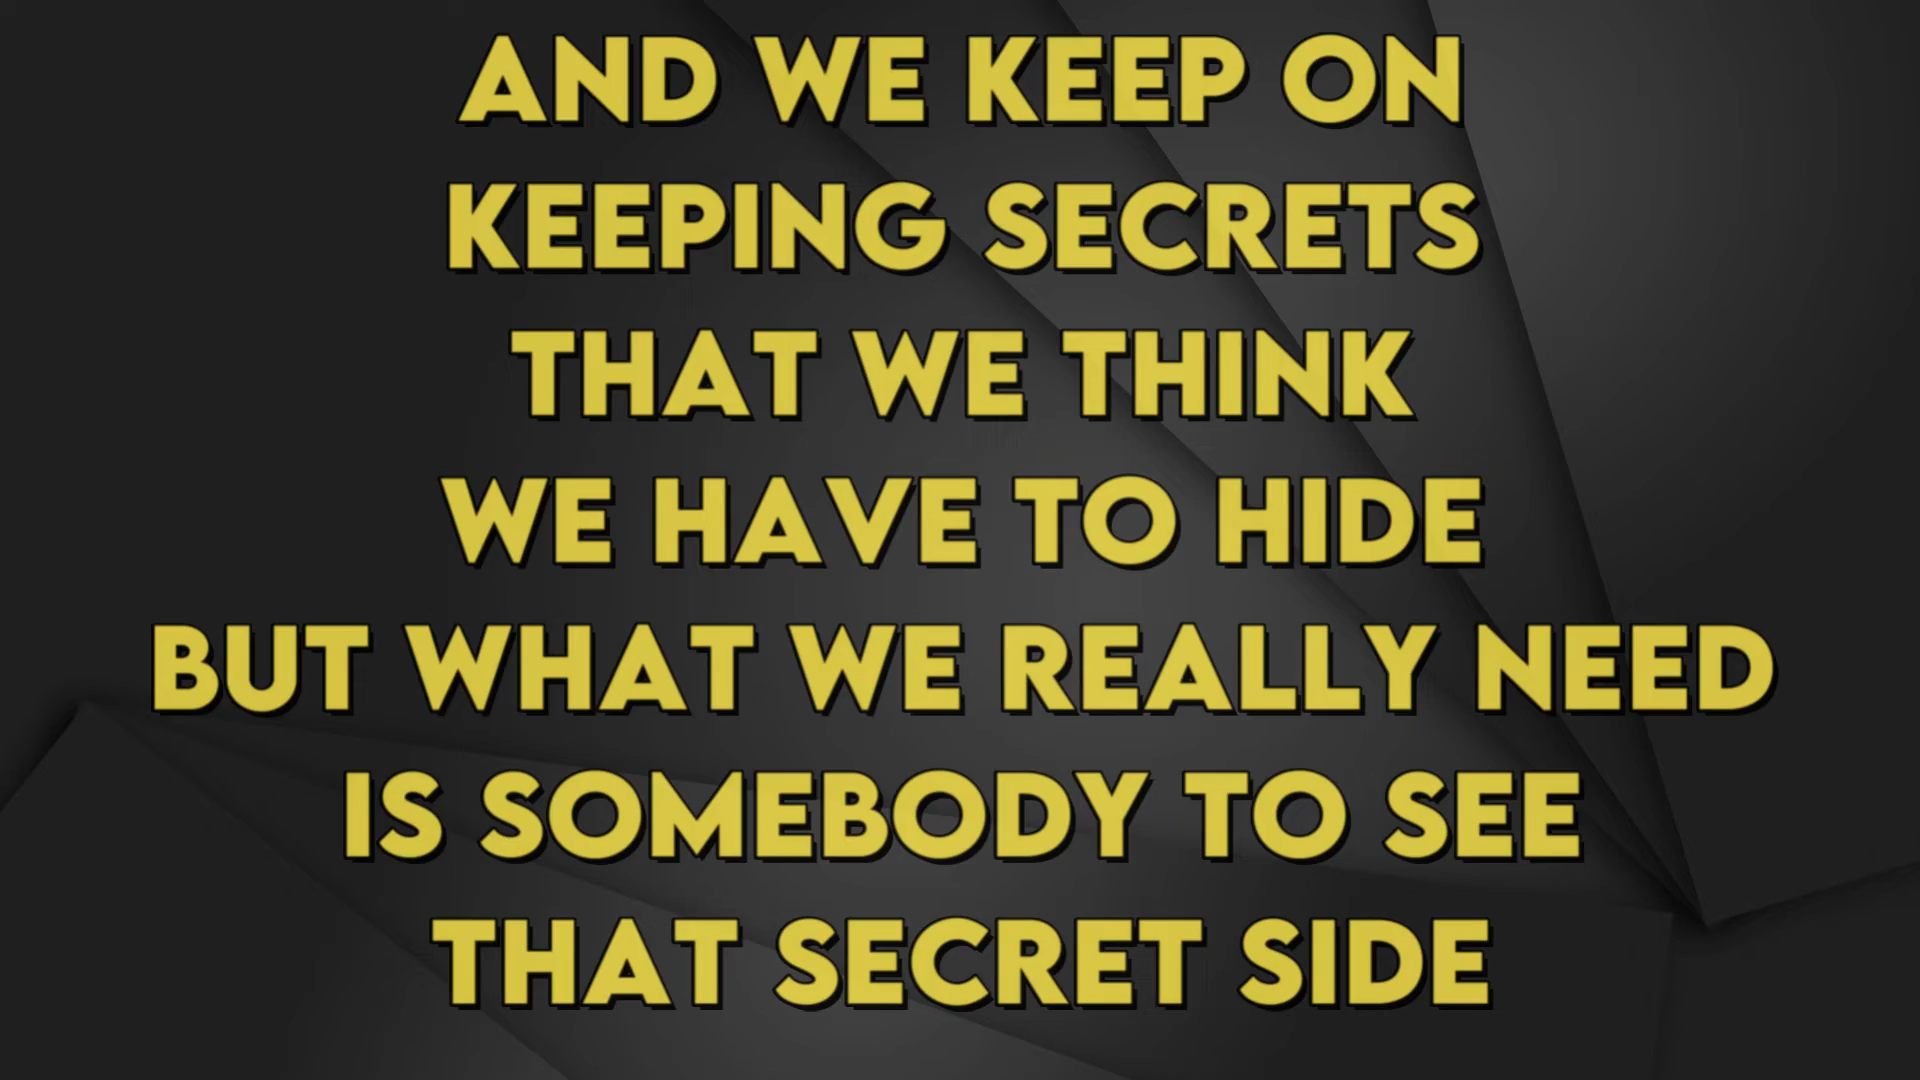 AND WE KEEP ON
KEEPING SECRETS
THAT WE THINK
WE HAVE TO HIDE
BUT WHAT WE REALLY NEED
IS SOMEBODY TO SEE
THAT SECRET SIDE